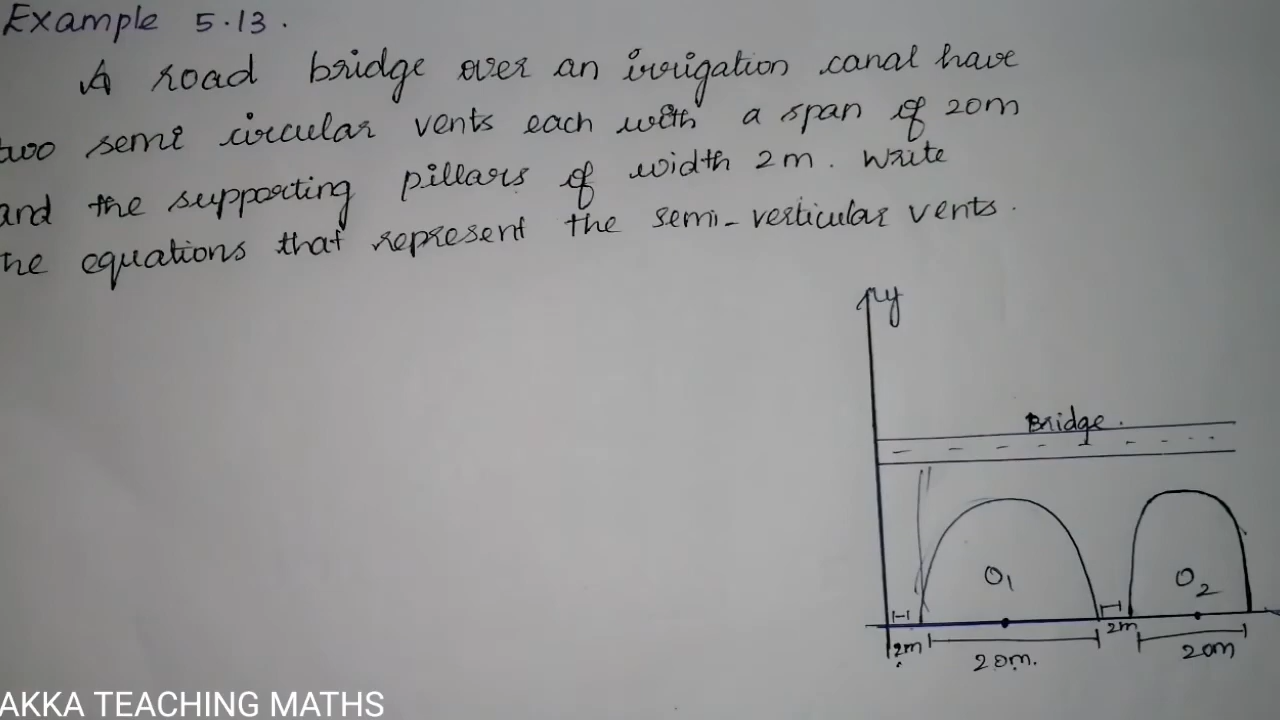 Example 5.13.
A road bridge over an irrigation canal have
two semi circular vents each with a span of 20m
and the supporting pillars of width 2m. Write
he equations that represent the semi-verticular vents.
y
Bridge.
O1
O2
2m
20m.
2m
20m
AKKA TEACHING MATHS